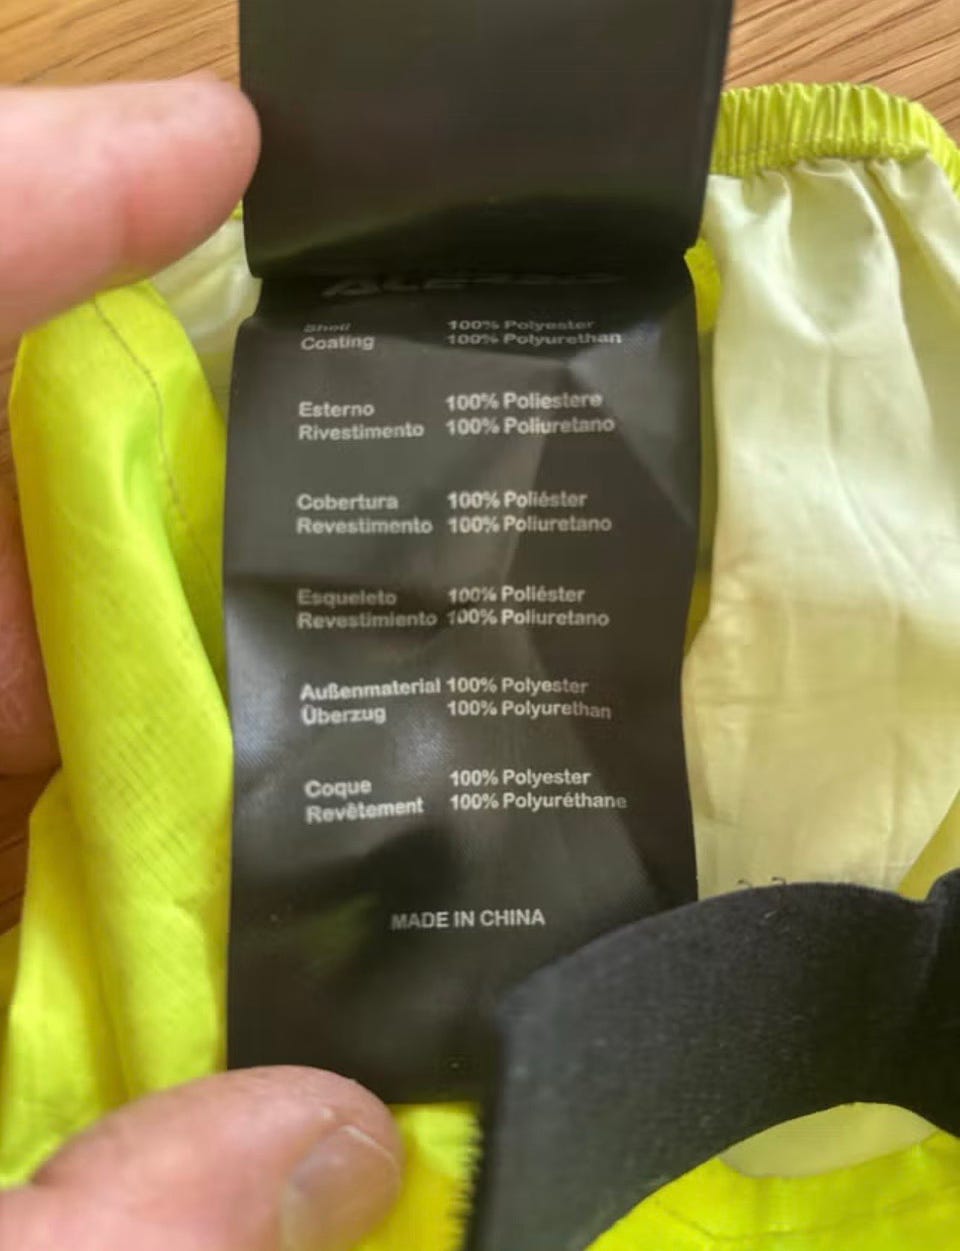 Shell 100% Polyester
Coating 100% Polyurethan
Esterno 100% Poliestere
Rivestimento 100% Poliuretano
Cobertura 100% Poliéster
Revestimento 100% Poliuretano
Esqueleto 100% Poliéster
Revestimiento 100% Poliuretano
Außenmaterial 100% Polyester
Überzug 100% Polyurethan
Coque 100% Polyester
Revêtement 100% Polyuréthane
MADE IN CHINA